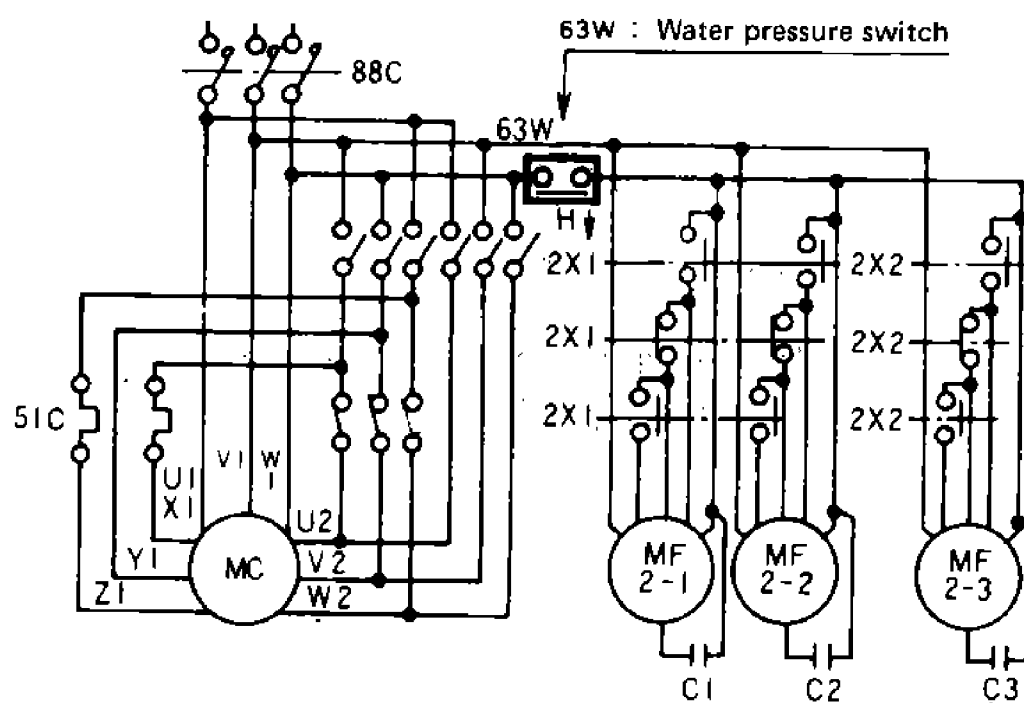 63W : Water pressure switch
88C
63W
H
2X1
2X2
2X1
2X2
51C
2X1
2X2
V1
W1
U1
X1
U2
Y1
MC
V2
Z1
W2
MF
2-1
MF
2-2
MF
2-3
C1
C2
C3